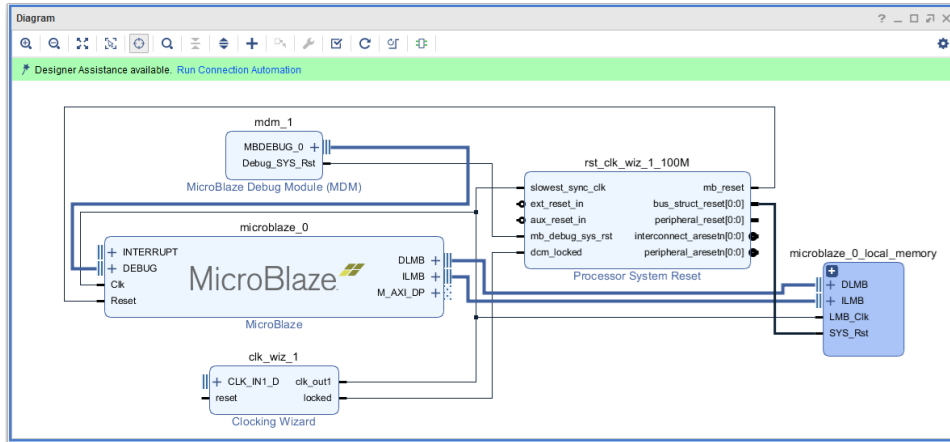 Diagram
Designer Assistance available. Run Connection Automation
mdm_1
MBDEBUG_0
Debug_SYS_Rst
MicroBlaze Debug Module (MDM)
rst_clk_wiz_1_100M
slowest_sync_clk
ext_reset_in
aux_reset_in
mb_debug_sys_rst
dcm_locked
mb_reset
bus_struct_reset[0:0]
peripheral_reset[0:0]
interconnect_aresetn[0:0]
peripheral_aresetn[0:0]
Processor System Reset
microblaze_0
INTERRUPT
DEBUG
Clk
Reset
MicroBlaze
DLMB
ILMB
M_AXI_DP
MicroBlaze
microblaze_0_local_memory
DLMB
ILMB
LMB_Clk
SYS_Rst
clk_wiz_1
CLK_IN1_D
reset
clk_out1
locked
Clocking Wizard